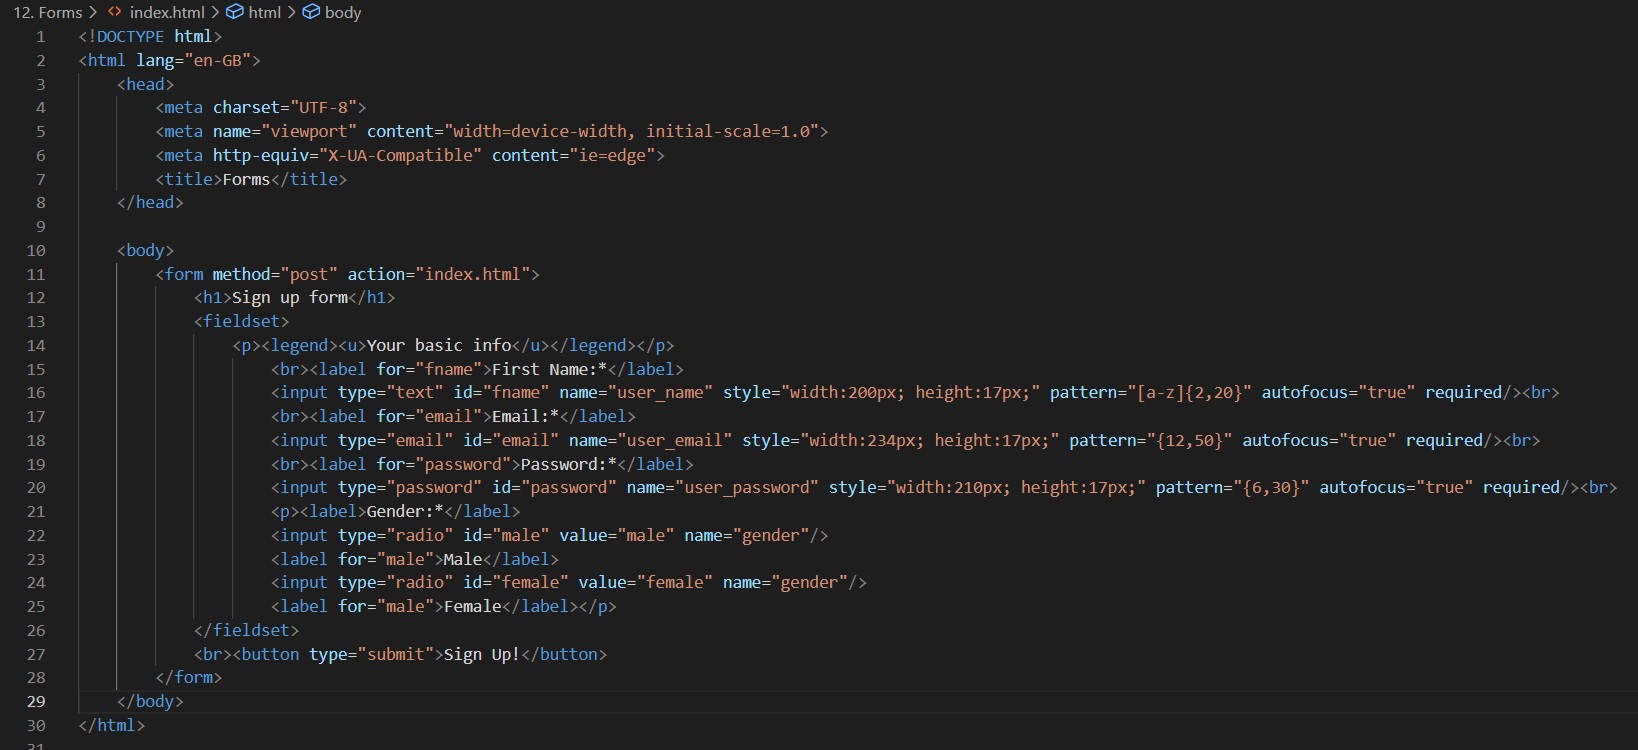 12. Forms > <> index.html > html > body
1 <!DOCTYPE html>
2 <html lang="en-GB">
3 <head>
4 <meta charset="UTF-8">
5 <meta name="viewport" content="width=device-width, initial-scale=1.0">
6 <meta http-equiv="X-UA-Compatible" content="ie=edge">
7 <title>Forms</title>
8 </head>
9
10 <body>
11 <form method="post" action="index.html">
12 <h1>Sign up form</h1>
13 <fieldset>
14 <p><legend><u>Your basic info</u></legend></p>
15 <br><label for="fname">First Name:*</label>
16 <input type="text" id="fname" name="user_name" style="width:200px; height:17px;" pattern="[a-z]{2,20}" autofocus="true" required/><br>
17 <br><label for="email">Email:*</label>
18 <input type="email" id="email" name="user_email" style="width:234px; height:17px;" pattern="{12,50}" autofocus="true" required/><br>
19 <br><label for="password">Password:*</label>
20 <input type="password" id="password" name="user_password" style="width:210px; height:17px;" pattern="{6,30}" autofocus="true" required/><br>
21 <p><label>Gender:*</label>
22 <input type="radio" id="male" value="male" name="gender"/>
23 <label for="male">Male</label>
24 <input type="radio" id="female" value="female" name="gender"/>
25 <label for="male">Female</label></p>
26 </fieldset>
27 <br><button type="submit">Sign Up!</button>
28 </form>
29 </body>
30 </html>
31